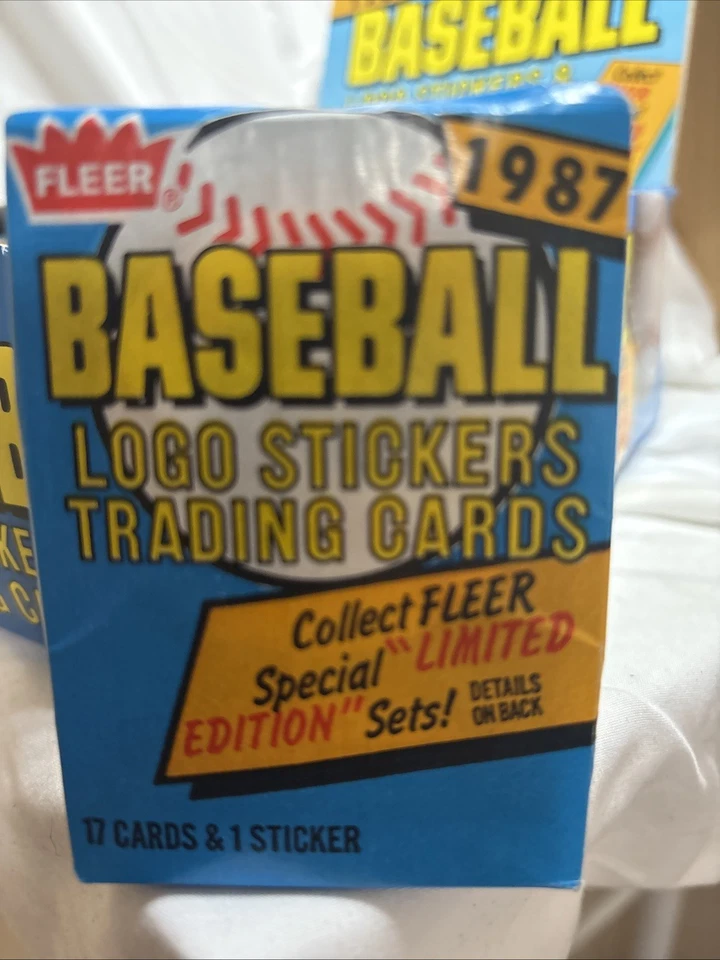 BASEBALL
FLEER®
1987
BASEBALL
LOGO STICKERS
TRADING CARDS
Collect FLEER
Special "LIMITED
EDITION" Sets!
DETAILS
ON BACK
17 CARDS & 1 STICKER